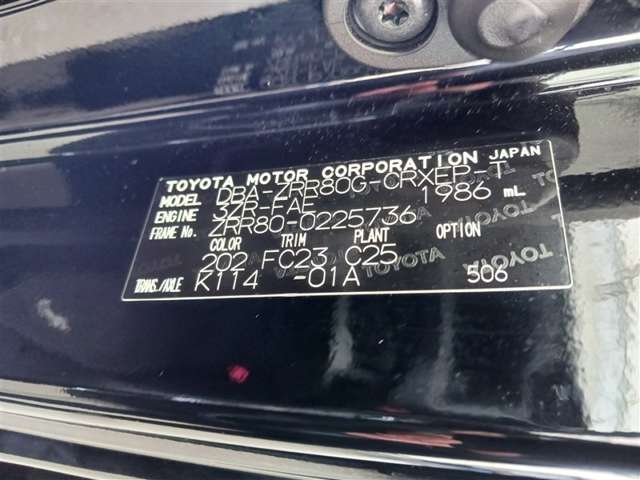 TOYOTA MOTOR CORPORATION JAPAN
MODEL DBA-ZRR80G-CRXEP-T
ENGINE 3ZR-FAE 1986 mL
FRAME No. ZRR80-0225736
COLOR TRIM PLANT OPTION
202 FC23 C25
TRANS./AXLE K114 -01A 506